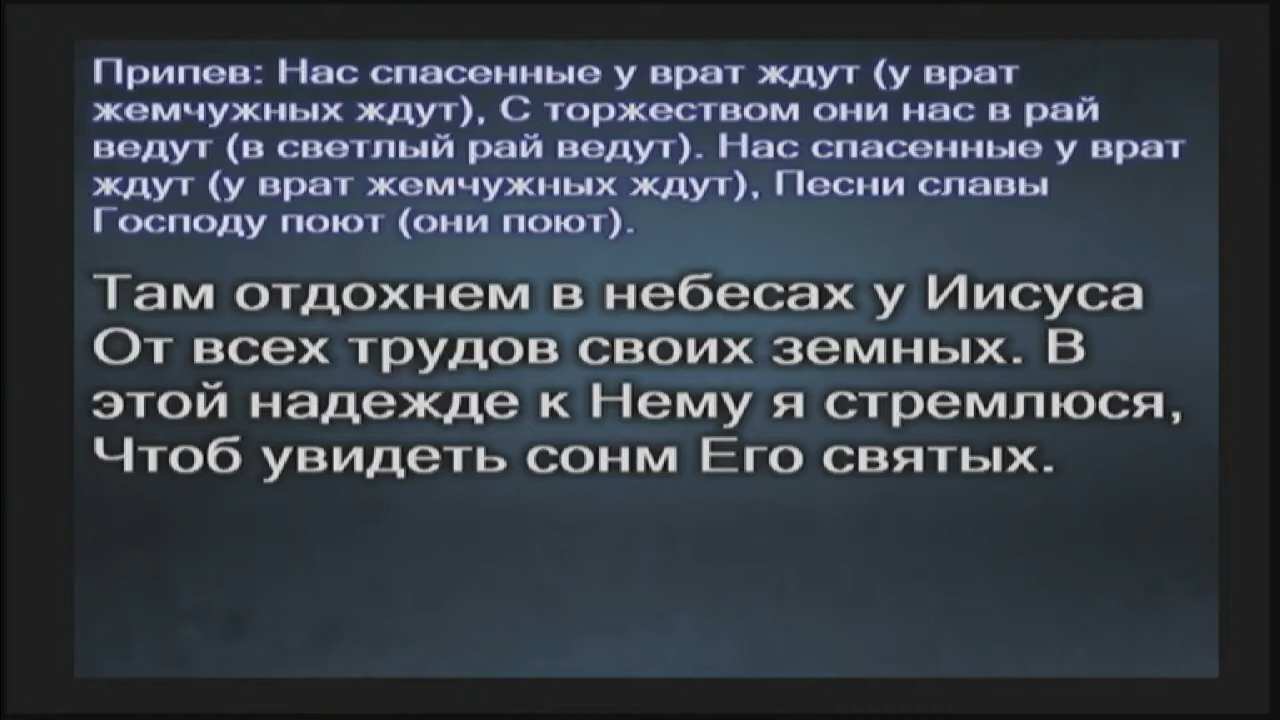 Припев: Нас спасенные у врат ждут (у врат
жемчужных ждут), С торжеством они нас в рай
ведут (в светлый рай ведут). Нас спасенные у врат
ждут (у врат жемчужных ждут), Песни славы
Господу поют (они поют).
Там отдохнем в небесах у Иисуса
От всех трудов своих земных. В
этой надежде к Нему я стремлюся,
Чтоб увидеть сонм Его святых.